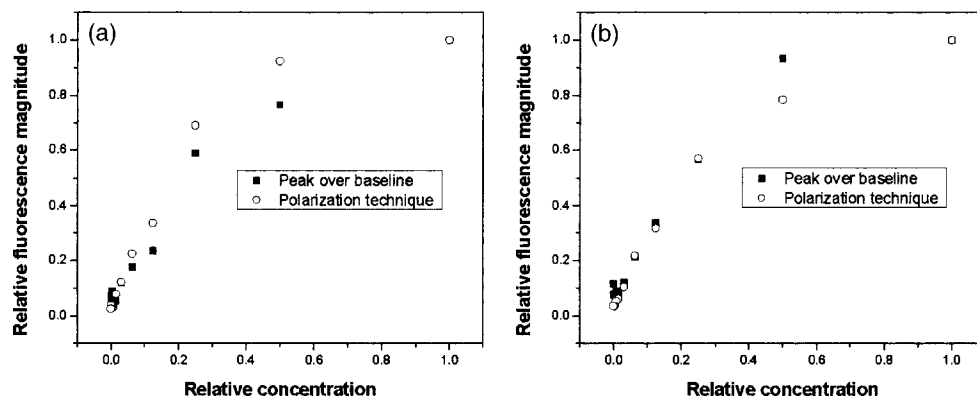 (a)
Relative fluorescence magnitude
1.0
0.8
0.6
0.4
0.2
0.0
Peak over baseline
Polarization technique
0.0 0.2 0.4 0.6 0.8 1.0
Relative concentration
(b)
Relative fluorescence magnitude
1.0
0.8
0.6
0.4
0.2
0.0
Peak over baseline
Polarization technique
0.0 0.2 0.4 0.6 0.8 1.0
Relative concentration